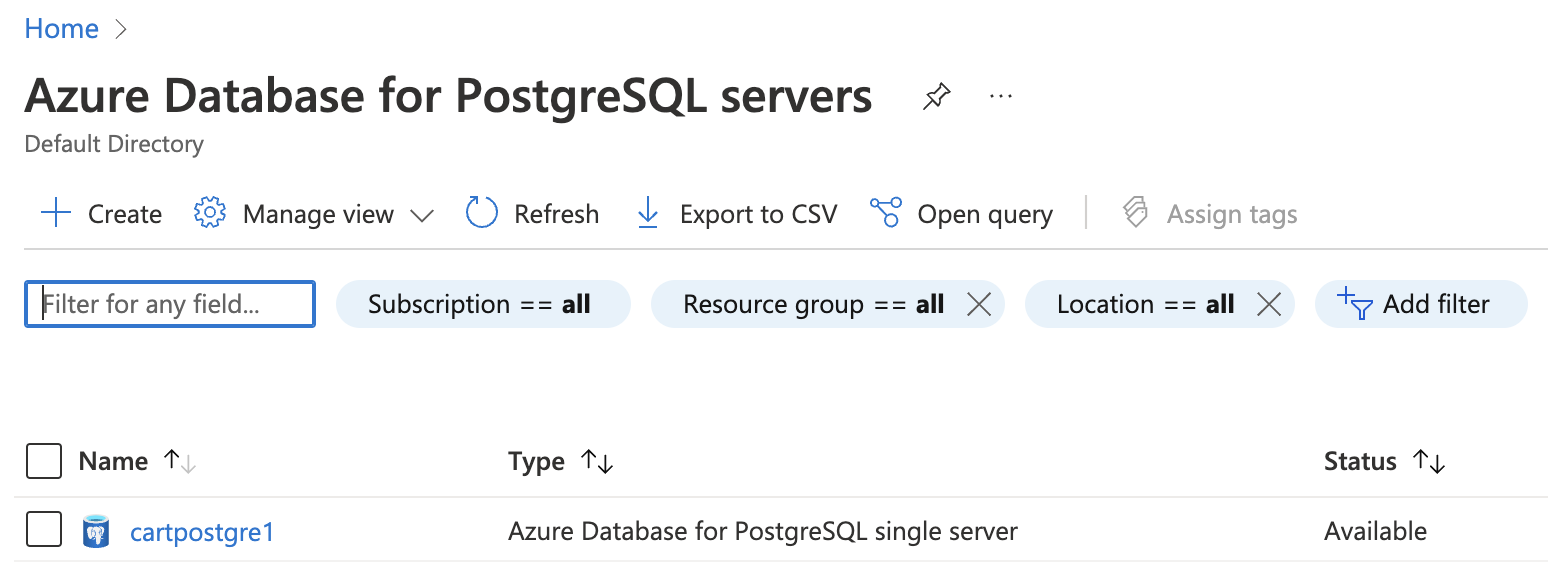 Home
Azure Database for PostgreSQL servers ...
Default Directory
Create Manage view Refresh Export to CSV Open query Assign tags
Filter for any field... Subscription == all Resource group == all Location == all Add filter
Name Type Status
cartpostgre1 Azure Database for PostgreSQL single server Available